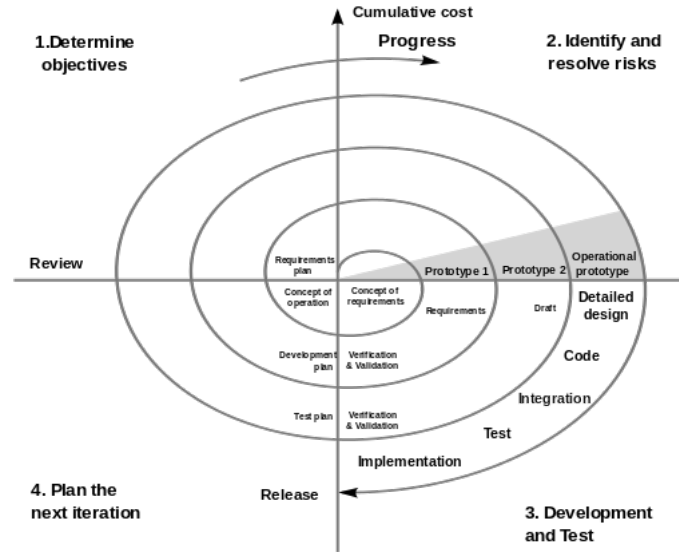 Cumulative cost
1.Determine
objectives
Progress
2. Identify and
resolve risks
Review
Requirements
plan
Prototype 1
Prototype 2
Operational
prototype
Concept of
operation
Concept of
requirements
Requirements
Draft
Detailed
design
Development
plan
Verification
& Validation
Code
Test plan
Verification
& Validation
Integration
Test
Implementation
4. Plan the
next iteration
Release
3. Development
and Test